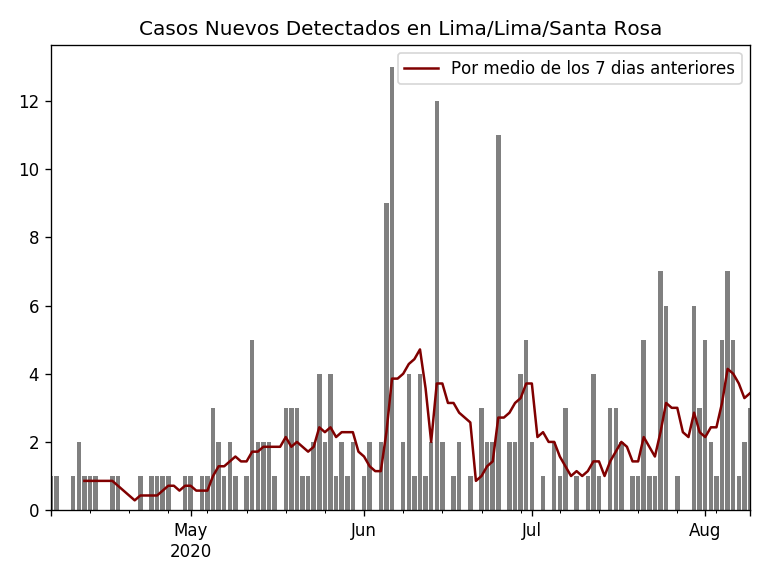 Casos Nuevos Detectados en Lima/Lima/Santa Rosa
Por medio de los 7 dias anteriores
12
10
8
6
4
2
0
May
2020
Jun
Jul
Aug